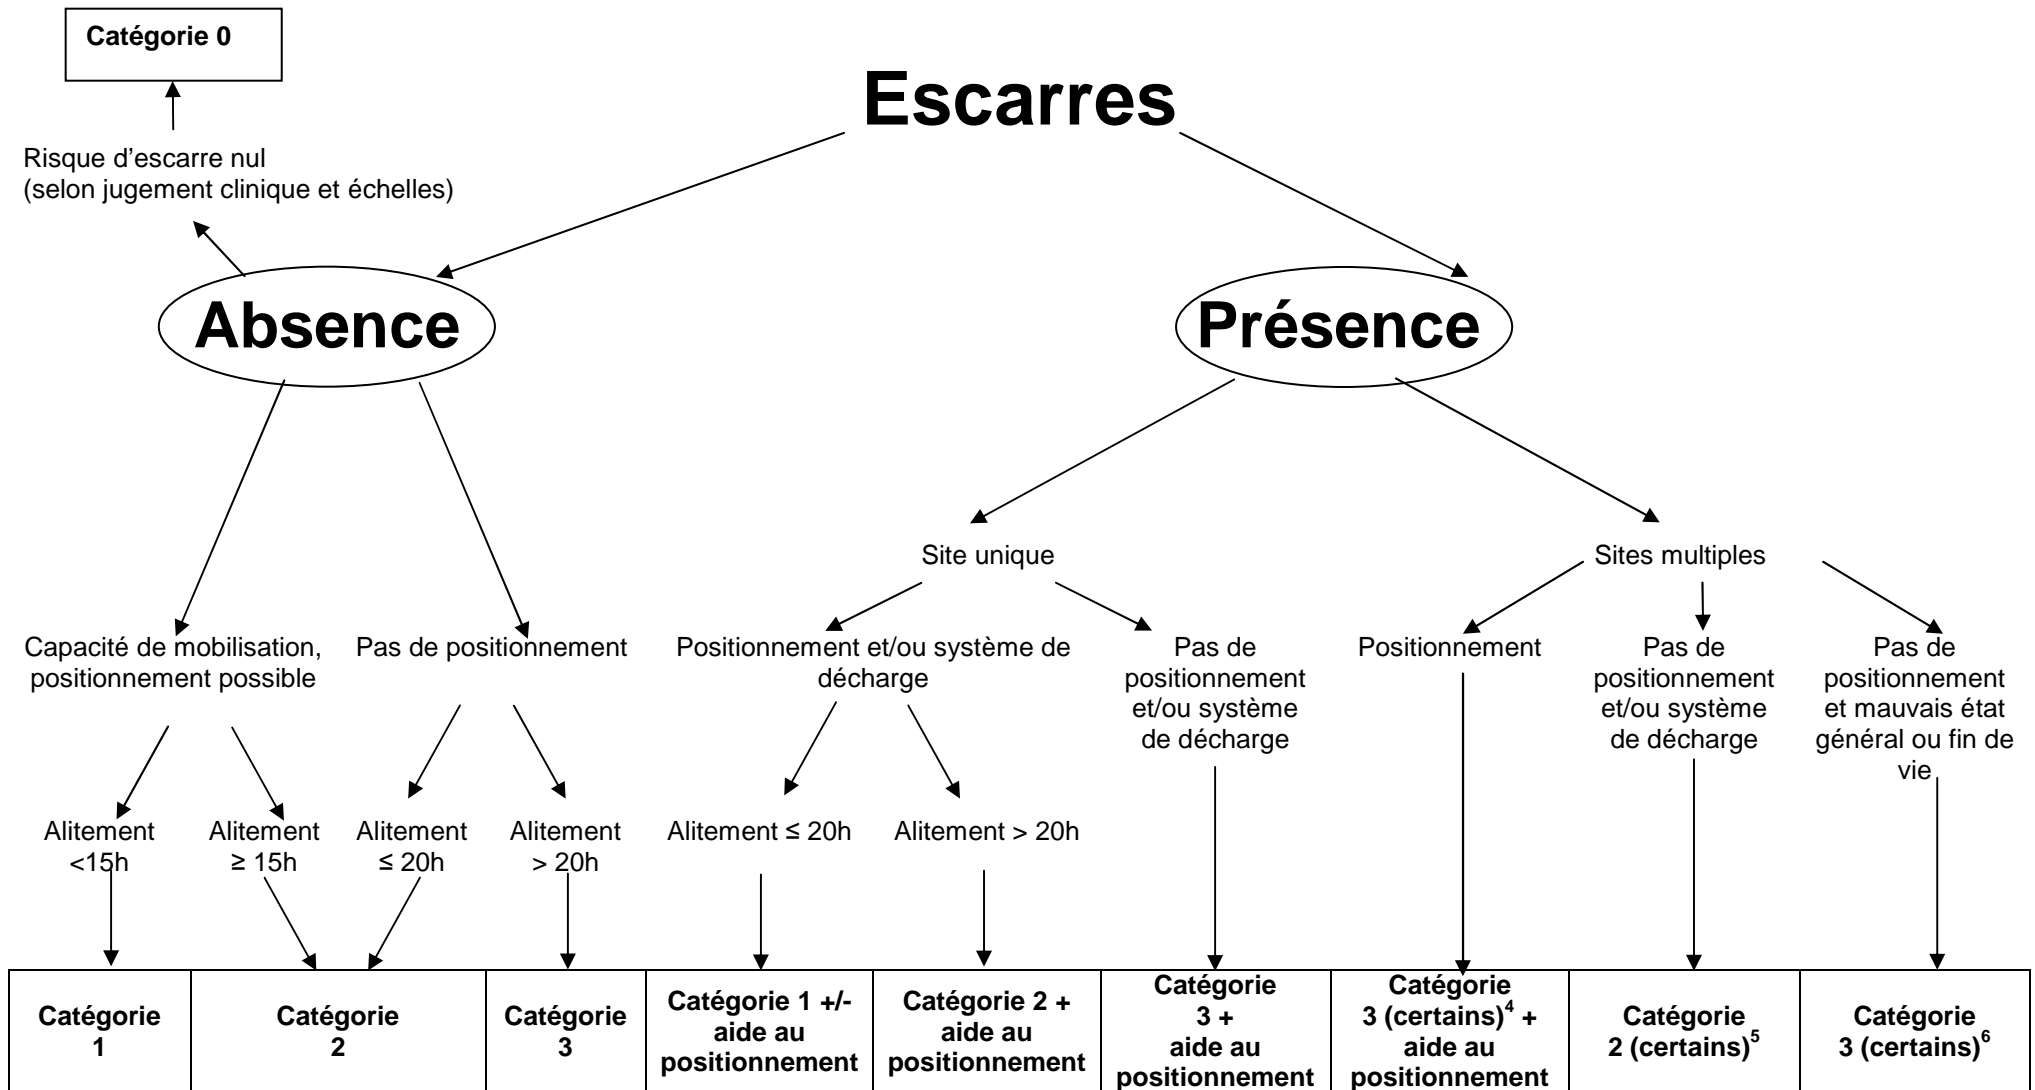 Catégorie 0
Escarres
Risque d’escarre nul
(selon jugement clinique et échelles)
Absence
Présence
Site unique
Sites multiples
Capacité de mobilisation,
positionnement possible
Pas de positionnement
Positionnement et/ou système de
décharge
Pas de
positionnement
et/ou système
de décharge
Positionnement
Pas de
positionnement
et/ou système
de décharge
Pas de
positionnement
et mauvais état
général ou fin de
vie
Alitement
<15h
Alitement
≥ 15h
Alitement
≤ 20h
Alitement
> 20h
Alitement ≤ 20h
Alitement > 20h
Catégorie
1
Catégorie
2
Catégorie
3
Catégorie 1 +/-
aide au
positionnement
Catégorie 2 +
aide au
positionnement
Catégorie
3 +
aide au
positionnement
Catégorie
3 (certains)⁴ +
aide au
positionnement
Catégorie
2 (certains)⁵
Catégorie
3 (certains)⁶